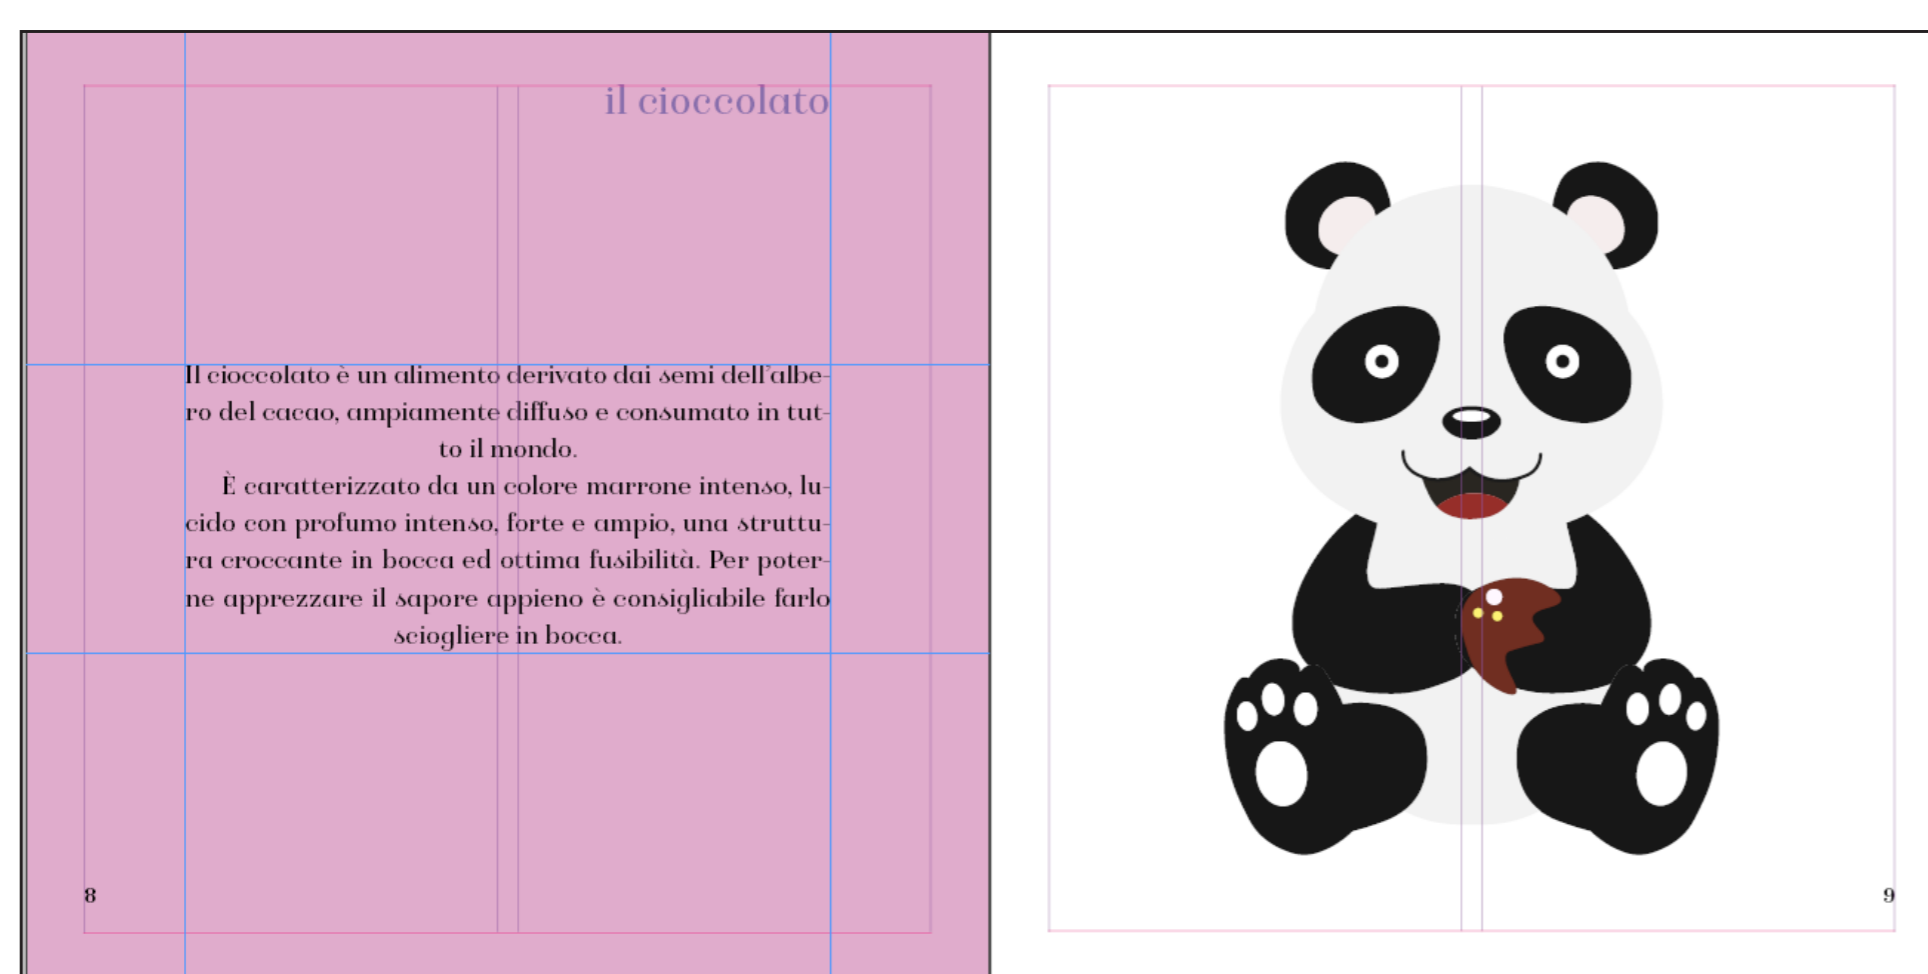 il cioccolato
Il cioccolato è un alimento derivato dai semi dell'albe-
ro del cacao, ampiamente diffuso e consumato in tut-
to il mondo.
È caratterizzato da un colore marrone intenso, lu-
cido con profumo intenso, forte e ampio, una struttu-
ra croccante in bocca ed ottima fusibilità. Per poter-
ne apprezzare il sapore appieno è consigliabile farlo
sciogliere in bocca.
8
9